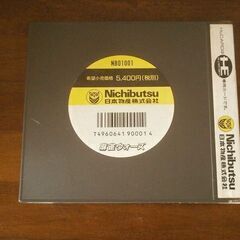 NBD1001
希望小売価格 5,400円(税別)
Nichibutsu
日本物産株式会社
T4960641900014
麻雀ウォーズ
HE
Nichibutsu
日本物産株式会社